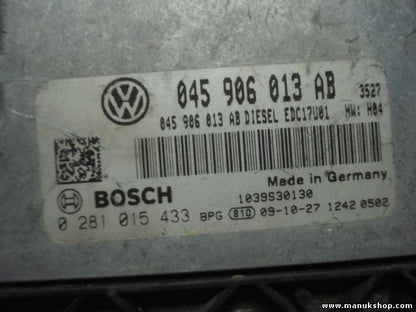 045 906 013 AB 3527
045 906 013 AB DIESEL EDC17U01 HW: H04
Made in Germany
BOSCH 1039S30130
0 281 015 433 BPG 810 09-10-27 1242 0502
www.manukshop.com